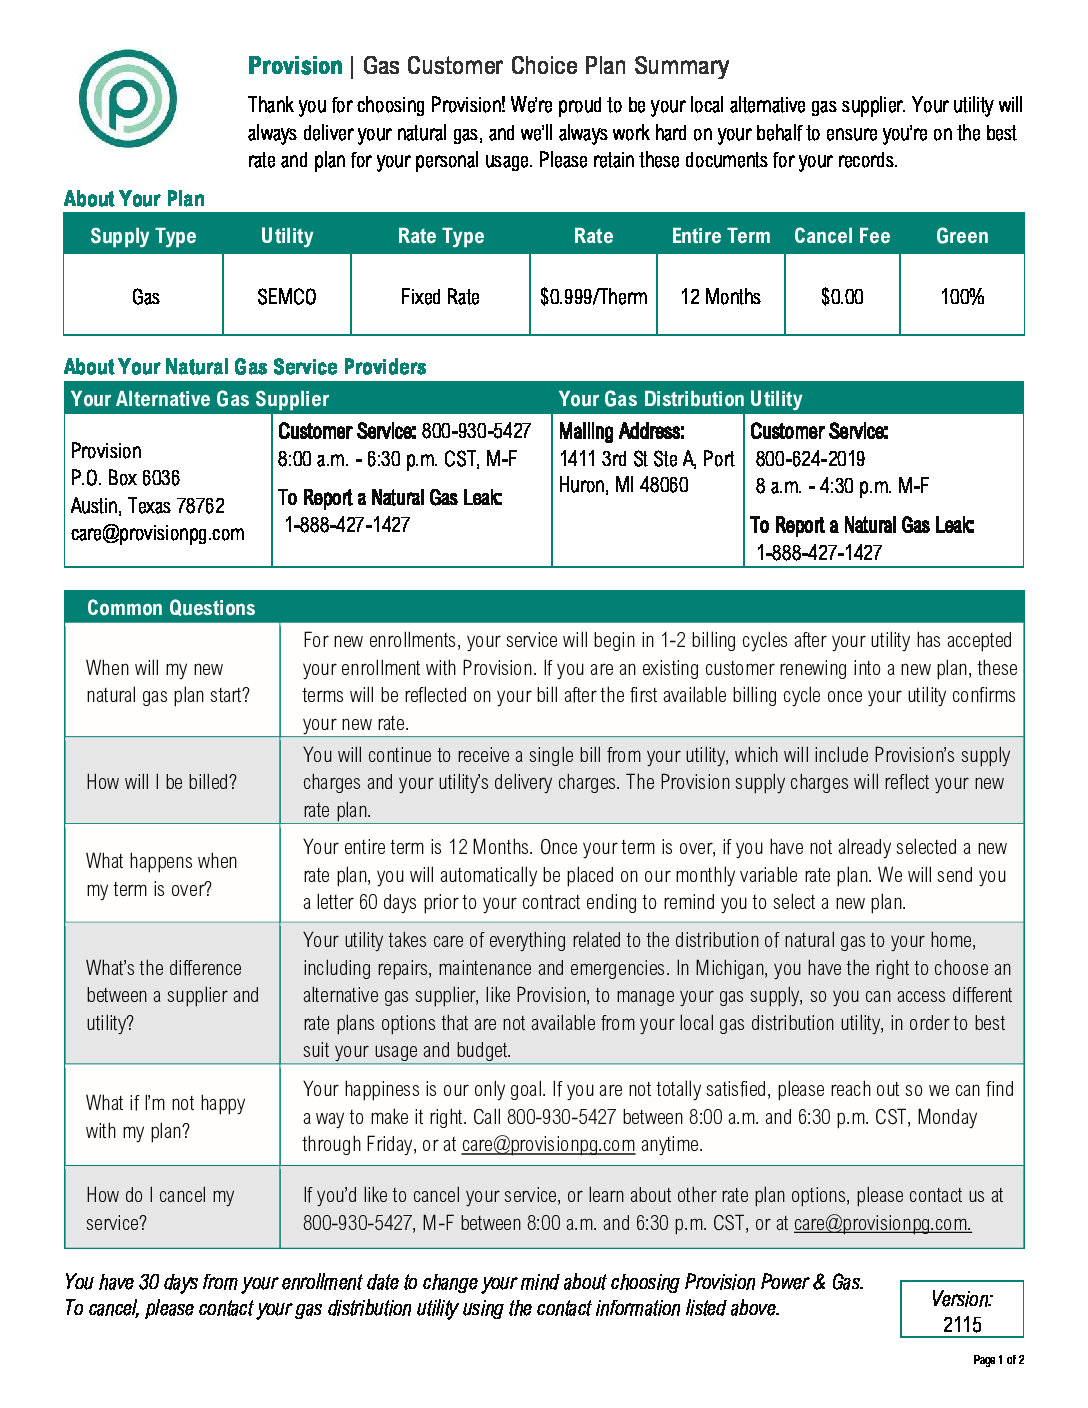 Provision | Gas Customer Choice Plan Summary
Thank you for choosing Provision! We're proud to be your local alternative gas supplier. Your utility will
always deliver your natural gas, and we'll always work hard on your behalf to ensure you're on the best
rate and plan for your personal usage. Please retain these documents for your records.
About Your Plan
Supply Type Utility Rate Type Rate Entire Term Cancel Fee Green
Gas SEMCO Fixed Rate $0.999/Therm 12 Months $0.00 100%
About Your Natural Gas Service Providers
Your Alternative Gas Supplier Your Gas Distribution Utility
Provision
P.O. Box 6036
Austin, Texas 78762
care@provisionpg.com
Customer Service: 800-930-5427
8:00 a.m. - 6:30 p.m. CST, M-F
To Report a Natural Gas Leak:
1-888-427-1427
Mailing Address:
1411 3rd St Ste A, Port
Huron, MI 48060
Customer Service:
800-624-2019
8 a.m. - 4:30 p.m. M-F
To Report a Natural Gas Leak:
1-888-427-1427
Common Questions
When will my new
natural gas plan start?
For new enrollments, your service will begin in 1-2 billing cycles after your utility has accepted
your enrollment with Provision. If you are an existing customer renewing into a new plan, these
terms will be reflected on your bill after the first available billing cycle once your utility confirms
your new rate.
How will I be billed?
You will continue to receive a single bill from your utility, which will include Provision's supply
charges and your utility's delivery charges. The Provision supply charges will reflect your new
rate plan.
What happens when
my term is over?
Your entire term is 12 Months. Once your term is over, if you have not already selected a new
rate plan, you will automatically be placed on our monthly variable rate plan. We will send you
a letter 60 days prior to your contract ending to remind you to select a new plan.
What's the difference
between a supplier and
utility?
Your utility takes care of everything related to the distribution of natural gas to your home,
including repairs, maintenance and emergencies. In Michigan, you have the right to choose an
alternative gas supplier, like Provision, to manage your gas supply, so you can access different
rate plans options that are not available from your local gas distribution utility, in order to best
suit your usage and budget.
What if I'm not happy
with my plan?
Your happiness is our only goal. If you are not totally satisfied, please reach out so we can find
a way to make it right. Call 800-930-5427 between 8:00 a.m. and 6:30 p.m. CST, Monday
through Friday, or at care@provisionpg.com anytime.
How do I cancel my
service?
If you'd like to cancel your service, or learn about other rate plan options, please contact us at
800-930-5427, M-F between 8:00 a.m. and 6:30 p.m. CST, or at care@provisionpg.com.
You have 30 days from your enrollment date to change your mind about choosing Provision Power & Gas.
To cancel, please contact your gas distribution utility using the contact information listed above.
Version:
2115
Page 1 of 2